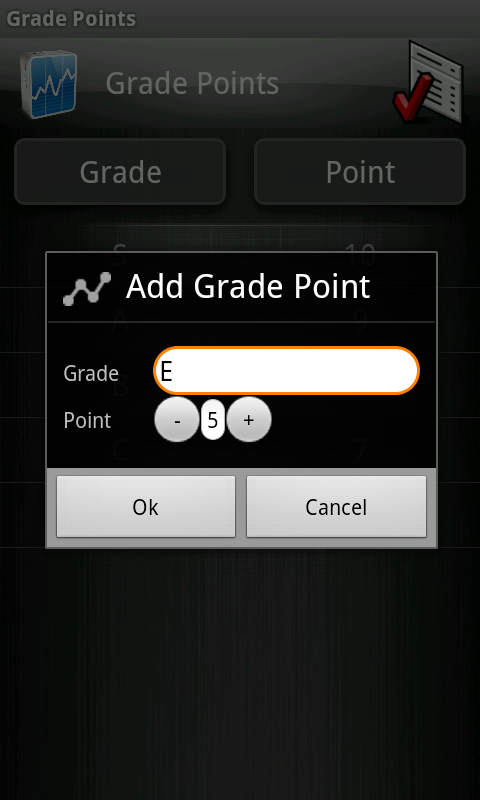 Grade Points
Grade Points
Grade Point
S 10
Add Grade Point
A 9
Grade E
Point - 5 +
C 7
Ok Cancel